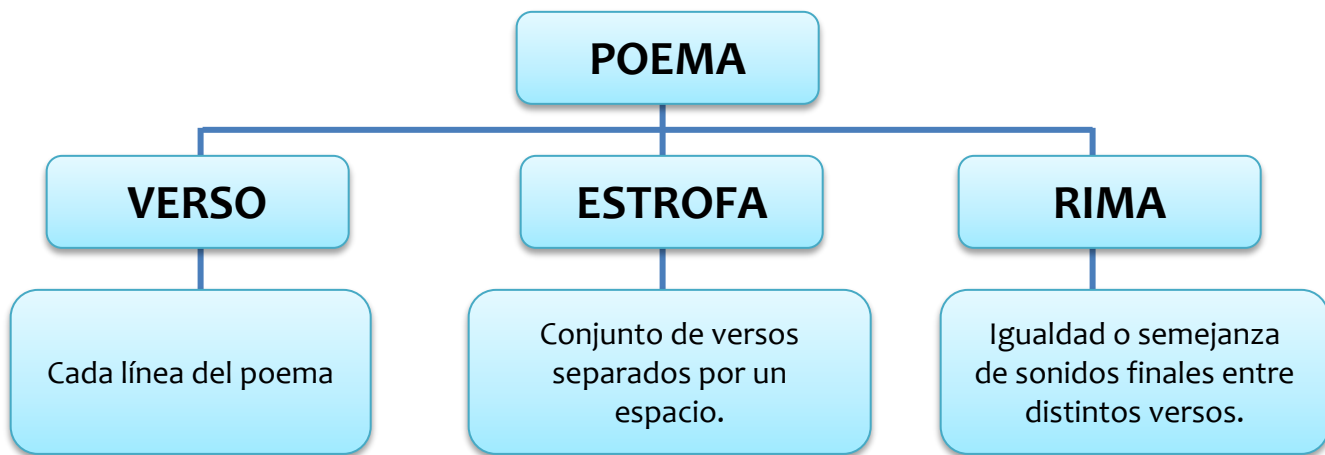 POEMA
VERSO
ESTROFA
RIMA
Cada línea del poema
Conjunto de versos
separados por un
espacio.
Igualdad o semejanza
de sonidos finales entre
distintos versos.